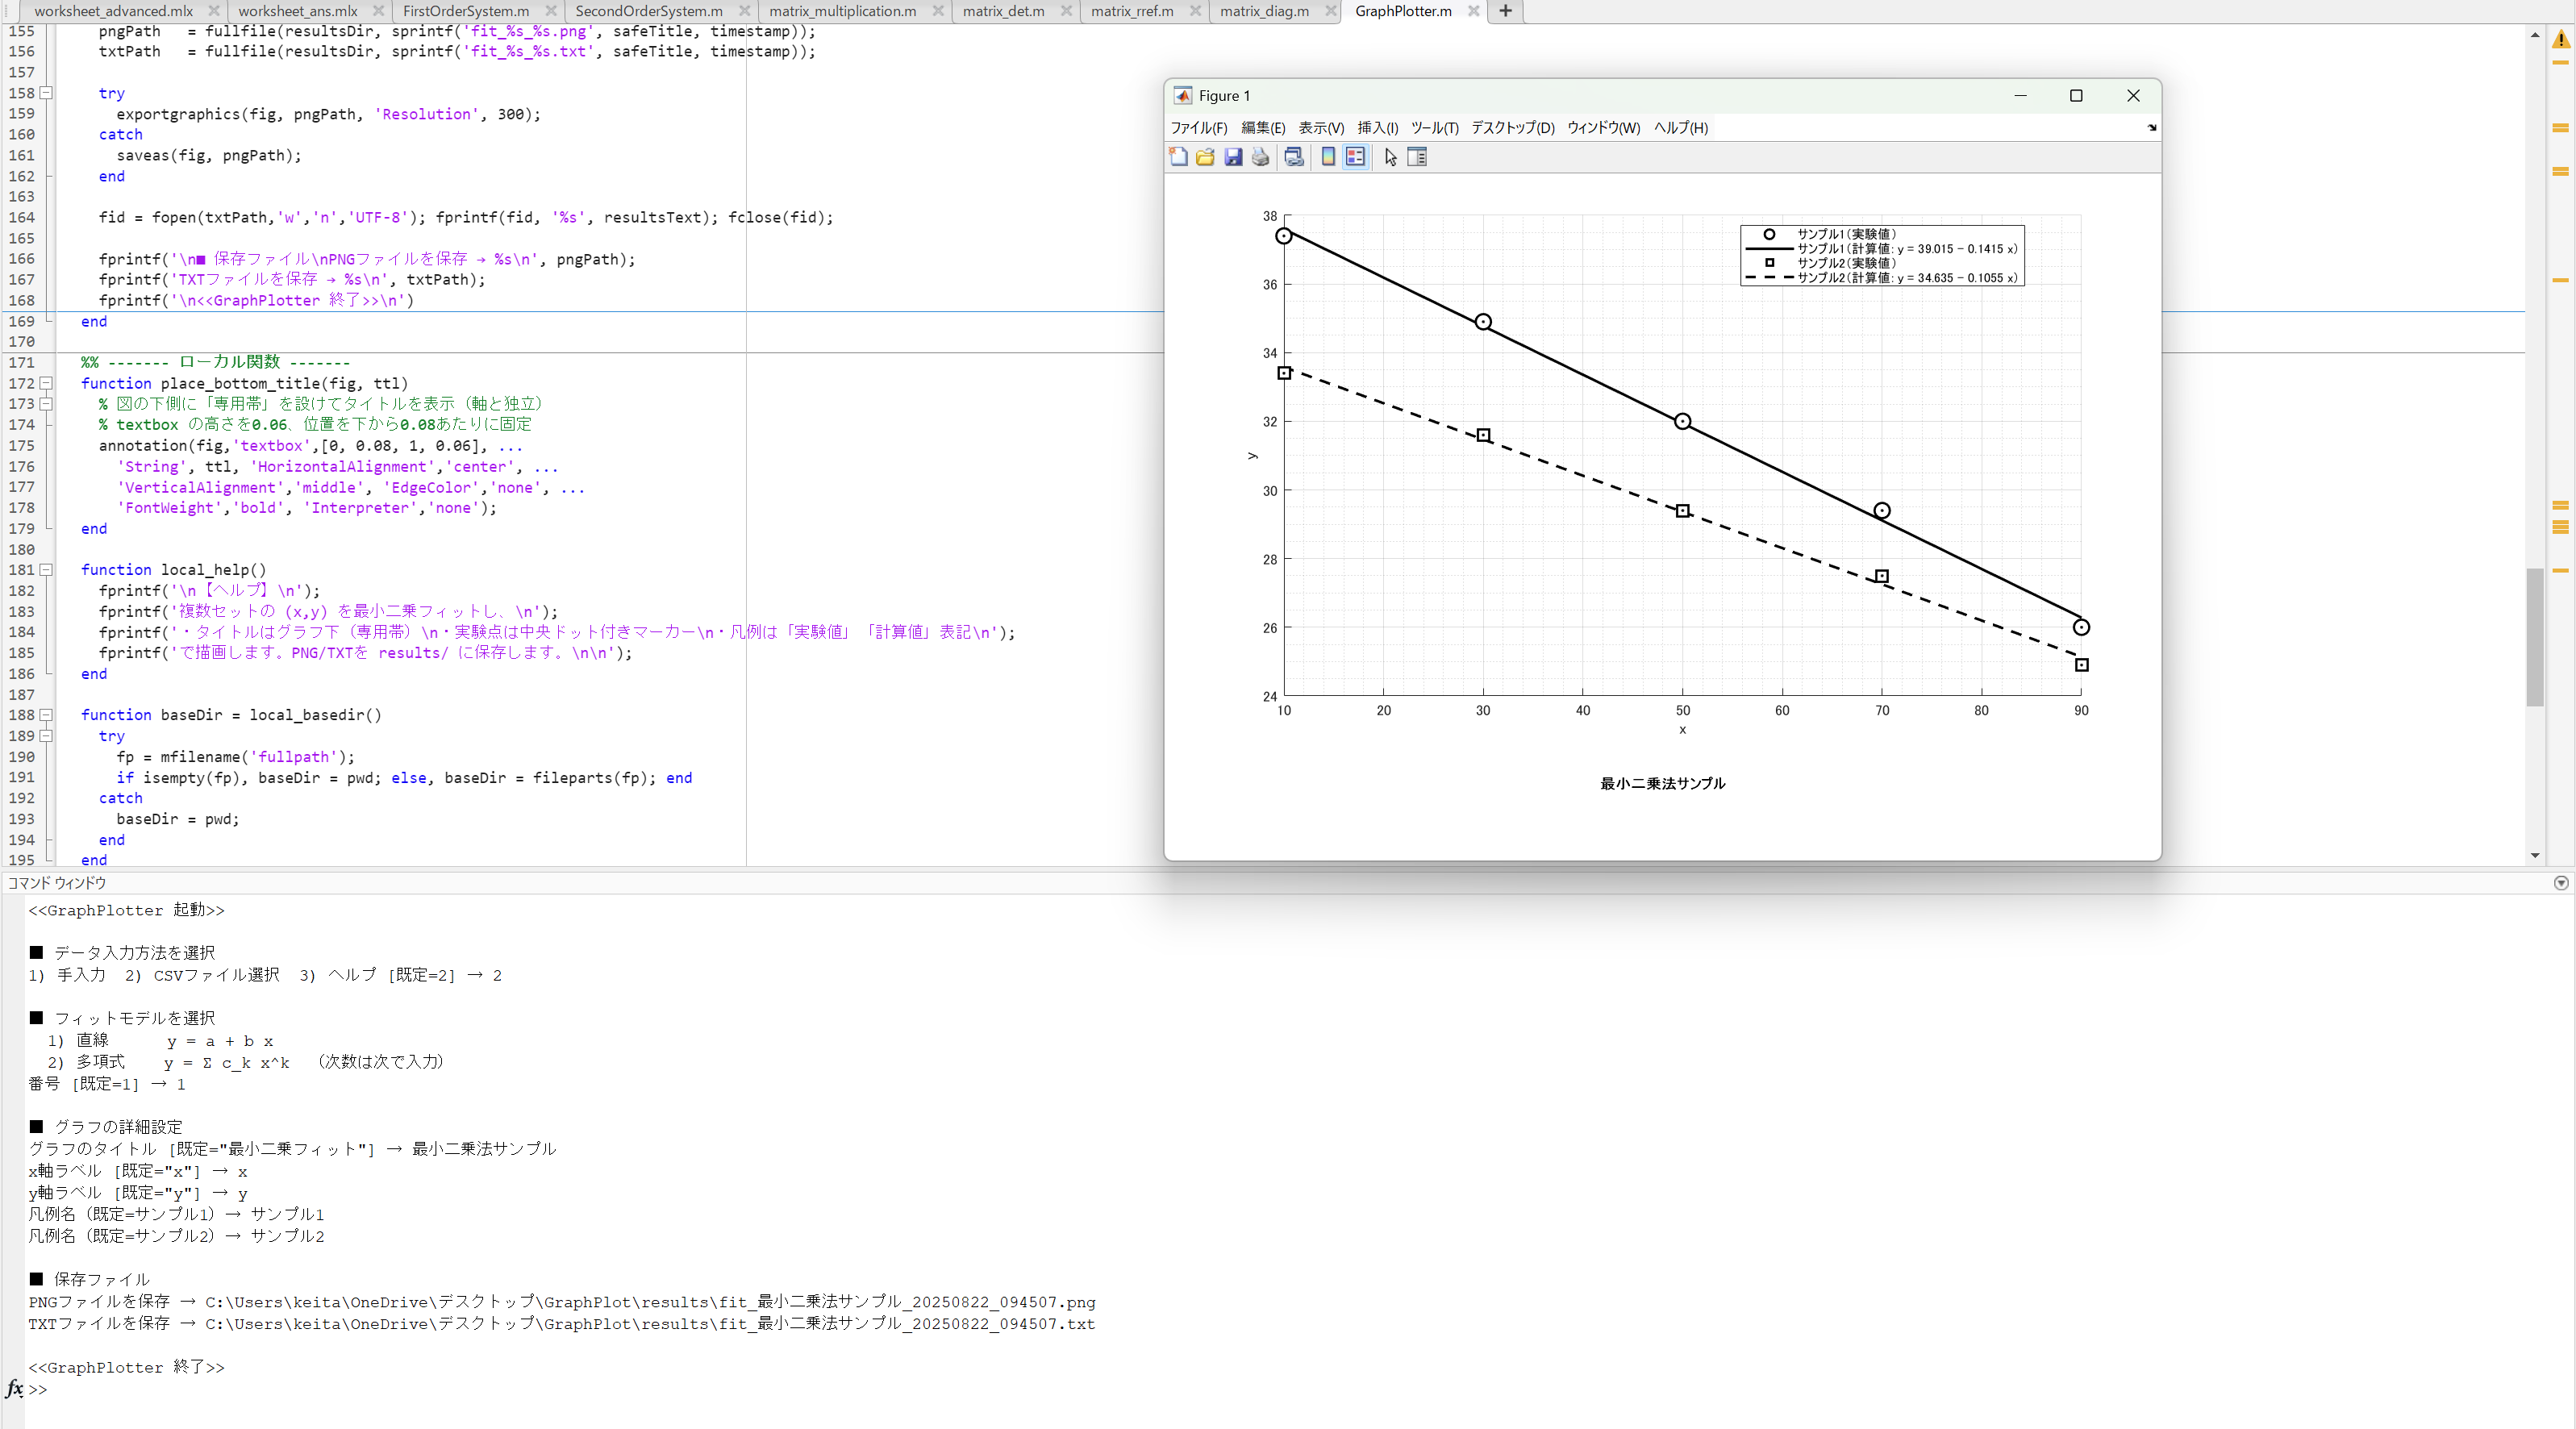 worksheet_advanced.mlx worksheet_ans.mlx FirstOrderSystem.m SecondOrderSystem.m matrix_multiplication.m matrix_det.m matrix_rref.m matrix_diag.m GraphPlotter.m
155 pngPath = fullfile(resultsDir, sprintf('fit_%s_%s.png', safeTitle, timestamp));
156 txtPath = fullfile(resultsDir, sprintf('fit_%s_%s.txt', safeTitle, timestamp));
157
158 try
159 exportgraphics(fig, pngPath, 'Resolution', 300);
160 catch
161 saveas(fig, pngPath);
162 end
163
164 fid = fopen(txtPath,'w','n','UTF-8'); fprintf(fid, '%s', resultsText); fclose(fid);
165
166 fprintf('\n■ 保存ファイル\nPNGファイルを保存 → %s\n', pngPath);
167 fprintf('TXTファイルを保存 → %s\n', txtPath);
168 fprintf('\n<<GraphPlotter 終了>>\n')
169 end
170
171 %% ------- ローカル関数 -------
172 function place_bottom_title(fig, ttl)
173 % 図の下側に「専用帯」を設けてタイトルを表示（軸と独立）
174 % textbox の高さを0.06、位置を下から0.08あたりに固定
175 annotation(fig,'textbox',[0, 0.08, 1, 0.06], ...
176 'String', ttl, 'HorizontalAlignment','center', ...
177 'VerticalAlignment','middle', 'EdgeColor','none', ...
178 'FontWeight','bold', 'Interpreter','none');
179 end
180
181 function local_help()
182 fprintf('\n【ヘルプ】\n');
183 fprintf('複数セットの (x,y) を最小二乗フィットし、\n');
184 fprintf('・タイトルはグラフ下（専用帯）\n・実験点は中央ドット付きマーカー\n・凡例は「実験値」「計算値」表記\n');
185 fprintf('で描画します。PNG/TXTを results/ に保存します。\n\n');
186 end
187
188 function baseDir = local_basedir()
189 try
190 fp = mfilename('fullpath');
191 if isempty(fp), baseDir = pwd; else, baseDir = fileparts(fp); end
192 catch
193 baseDir = pwd;
194 end
195 end
Figure 1
ファイル(F) 編集(E) 表示(V) 挿入(I) ツール(T) デスクトップ(D) ウィンドウ(W) ヘルプ(H)
38
36
34
32
30
28
26
24
y
サンプル1(実験値)
サンプル1(計算値: y = 39.015 − 0.1415 x)
サンプル2(実験値)
サンプル2(計算値: y = 34.635 − 0.1055 x)
10 20 30 40 50 60 70 80 90
x
最小二乗法サンプル
コマンド ウィンドウ
<<GraphPlotter 起動>>
■ データ入力方法を選択
1) 手入力 2) CSVファイル選択 3) ヘルプ [既定=2] → 2
■ フィットモデルを選択
1) 直線 y = a + b x
2) 多項式 y = Σ c_k x^k （次数は次で入力）
番号 [既定=1] → 1
■ グラフの詳細設定
グラフのタイトル [既定="最小二乗フィット"] → 最小二乗法サンプル
x軸ラベル [既定="x"] → x
y軸ラベル [既定="y"] → y
凡例名（既定=サンプル1）→ サンプル1
凡例名（既定=サンプル2）→ サンプル2
■ 保存ファイル
PNGファイルを保存 → C:\Users\keita\OneDrive\デスクトップ\GraphPlot\results\fit_最小二乗法サンプル_20250822_094507.png
TXTファイルを保存 → C:\Users\keita\OneDrive\デスクトップ\GraphPlot\results\fit_最小二乗法サンプル_20250822_094507.txt
<<GraphPlotter 終了>>
fx >>